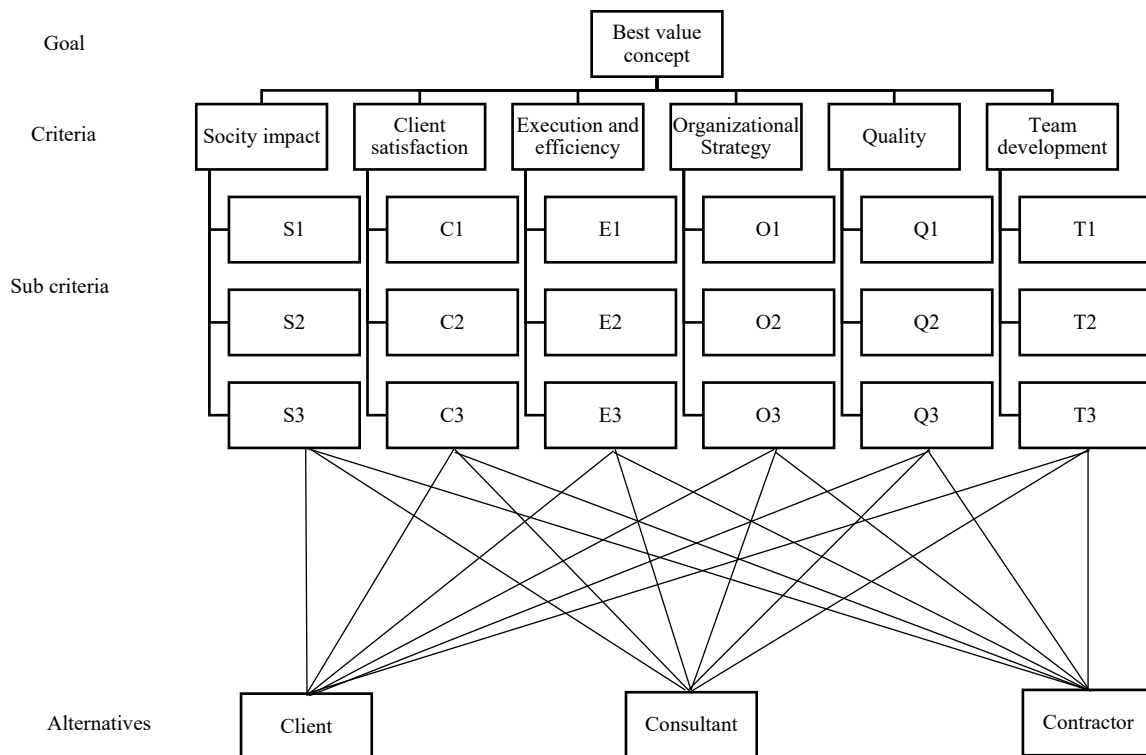 Goal
Best value
concept
Criteria
Socity impact
Client
satisfaction
Execution and
efficiency
Organizational
Strategy
Quality
Team
development
Sub criteria
S1
C1
E1
O1
Q1
T1
S2
C2
E2
O2
Q2
T2
S3
C3
E3
O3
Q3
T3
Alternatives
Client
Consultant
Contractor